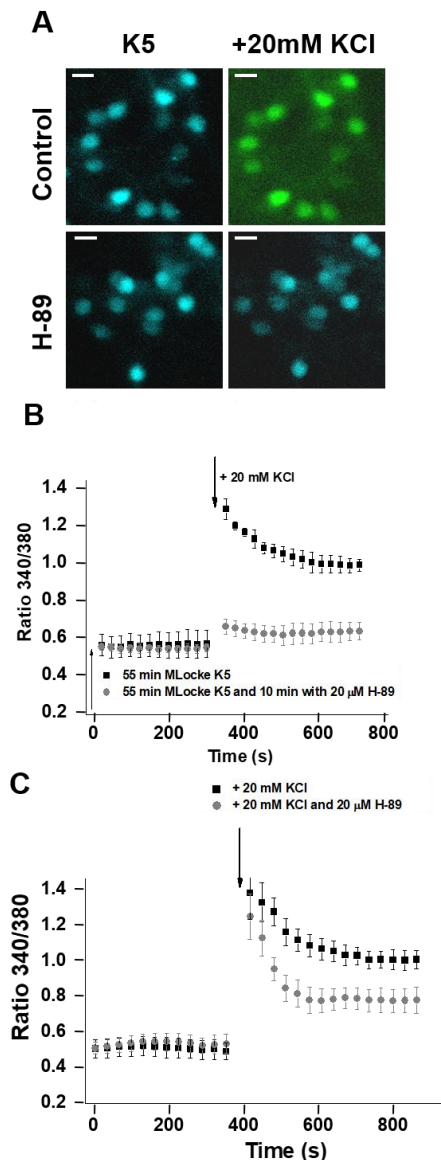 A
K5
+20mM KCl
Control
H-89
B
+ 20 mM KCl
1.4
1.2
1.0
0.8
0.6
0.4
0.2
Ratio 340/380
55 min MLocke K5
55 min MLocke K5 and 10 min with 20 μM H-89
0
200
400
600
800
Time (s)
C
+ 20 mM KCl
+ 20 mM KCl and 20 μM H-89
1.4
1.2
1.0
0.8
0.6
0.4
0.2
Ratio 340/380
0
200
400
600
800
Time (s)